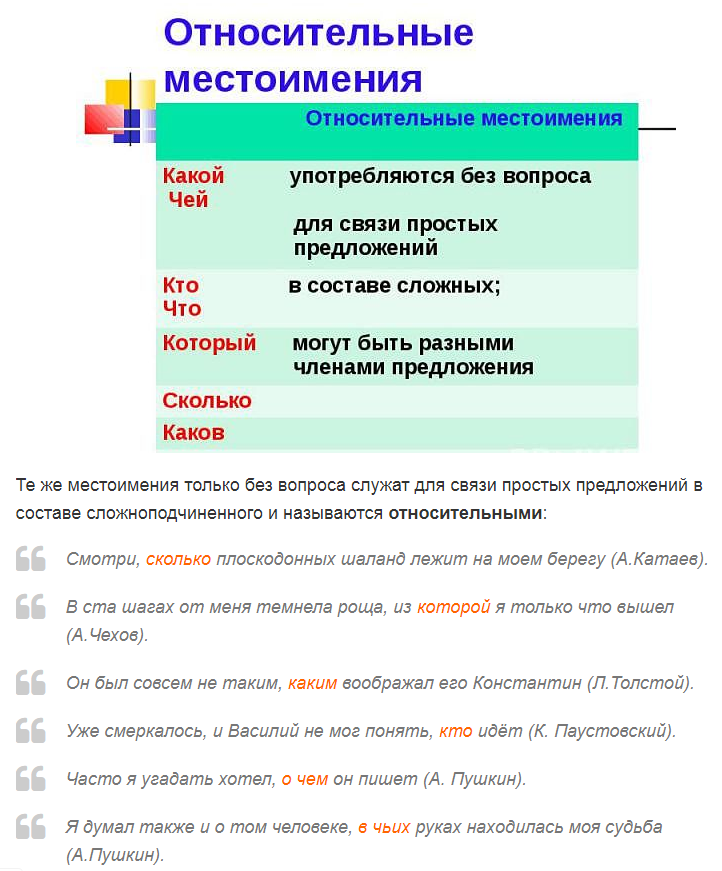 Относительные
местоимения
Относительные местоимения
Какой употребляются без вопроса
Чей
для связи простых
предложений
Кто в составе сложных;
Что
Который могут быть разными
членами предложения
Сколько
Каков
Те же местоимения только без вопроса служат для связи простых предложений в
составе сложноподчиненного и называются относительными:
Смотри, сколько плоскодонных шаланд лежит на моем берегу (А.Катаев).
В ста шагах от меня темнела роща, из которой я только что вышел
(А.Чехов).
Он был совсем не таким, каким воображал его Константин (Л.Толстой).
Уже смеркалось, и Василий не мог понять, кто идёт (К. Паустовский).
Часто я угадать хотел, о чем он пишет (А. Пушкин).
Я думал также и о том человеке, в чьих руках находилась моя судьба
(А.Пушкин).